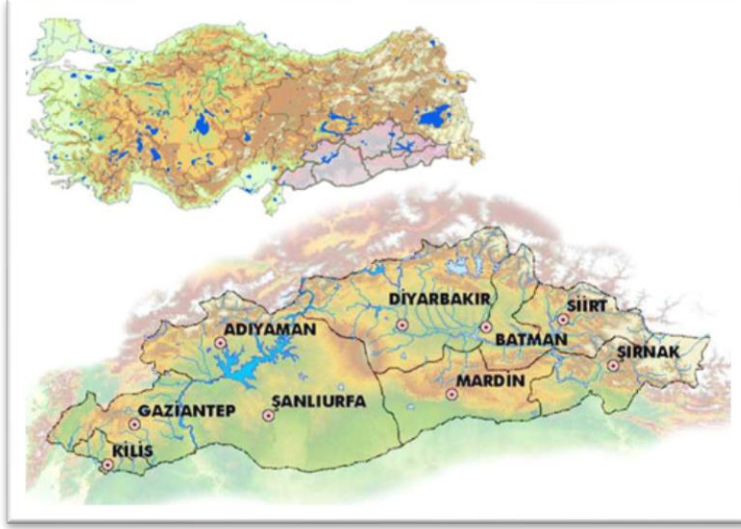 DİYARBAKIR
SİİRT
ADIYAMAN
BATMAN
ŞIRNAK
MARDİN
ŞANLIURFA
GAZİANTEP
KİLİS